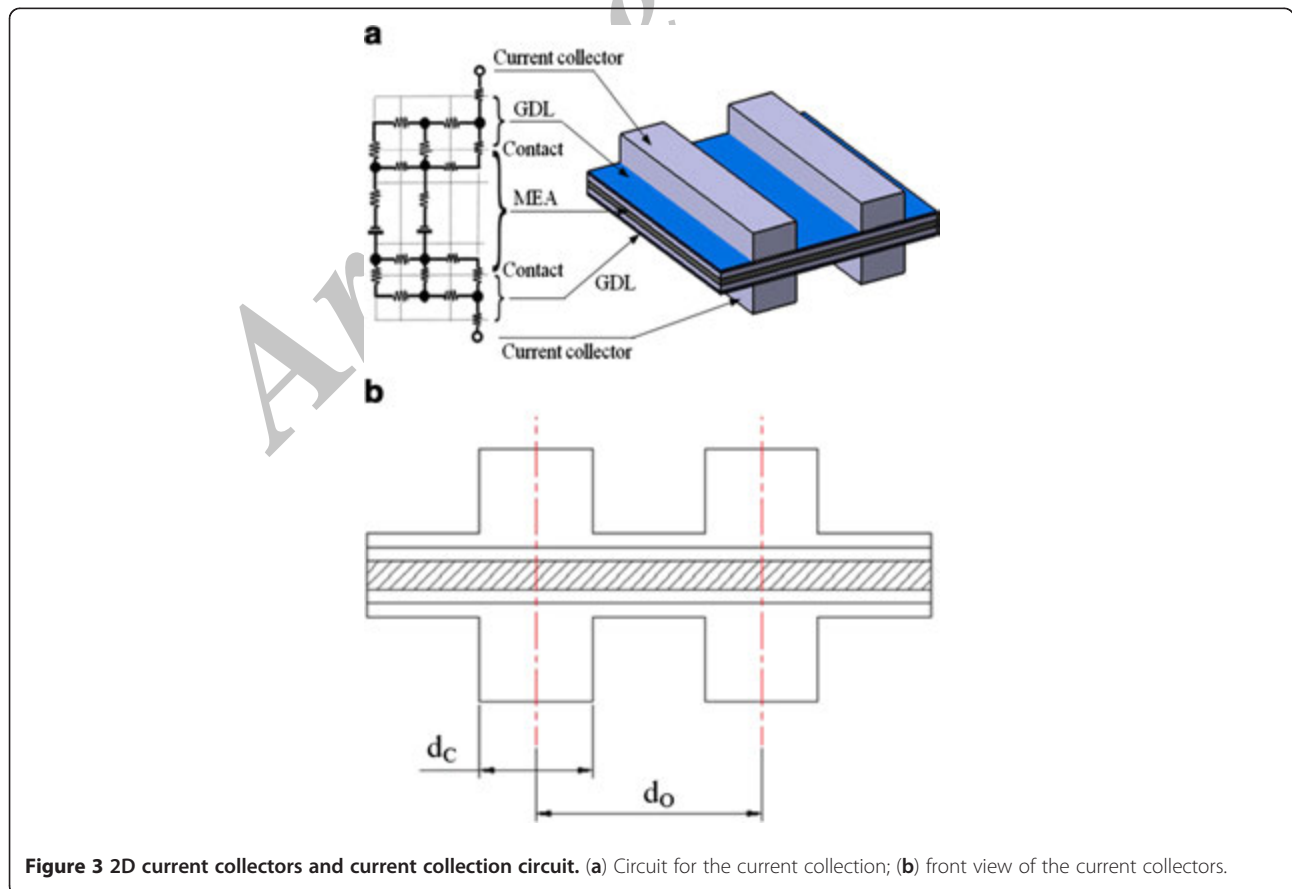 a
Current collector
GDL
Contact
MEA
Contact
GDL
Current collector
b
dC
dO
Figure 3 2D current collectors and current collection circuit. (a) Circuit for the current collection; (b) front view of the current collectors.